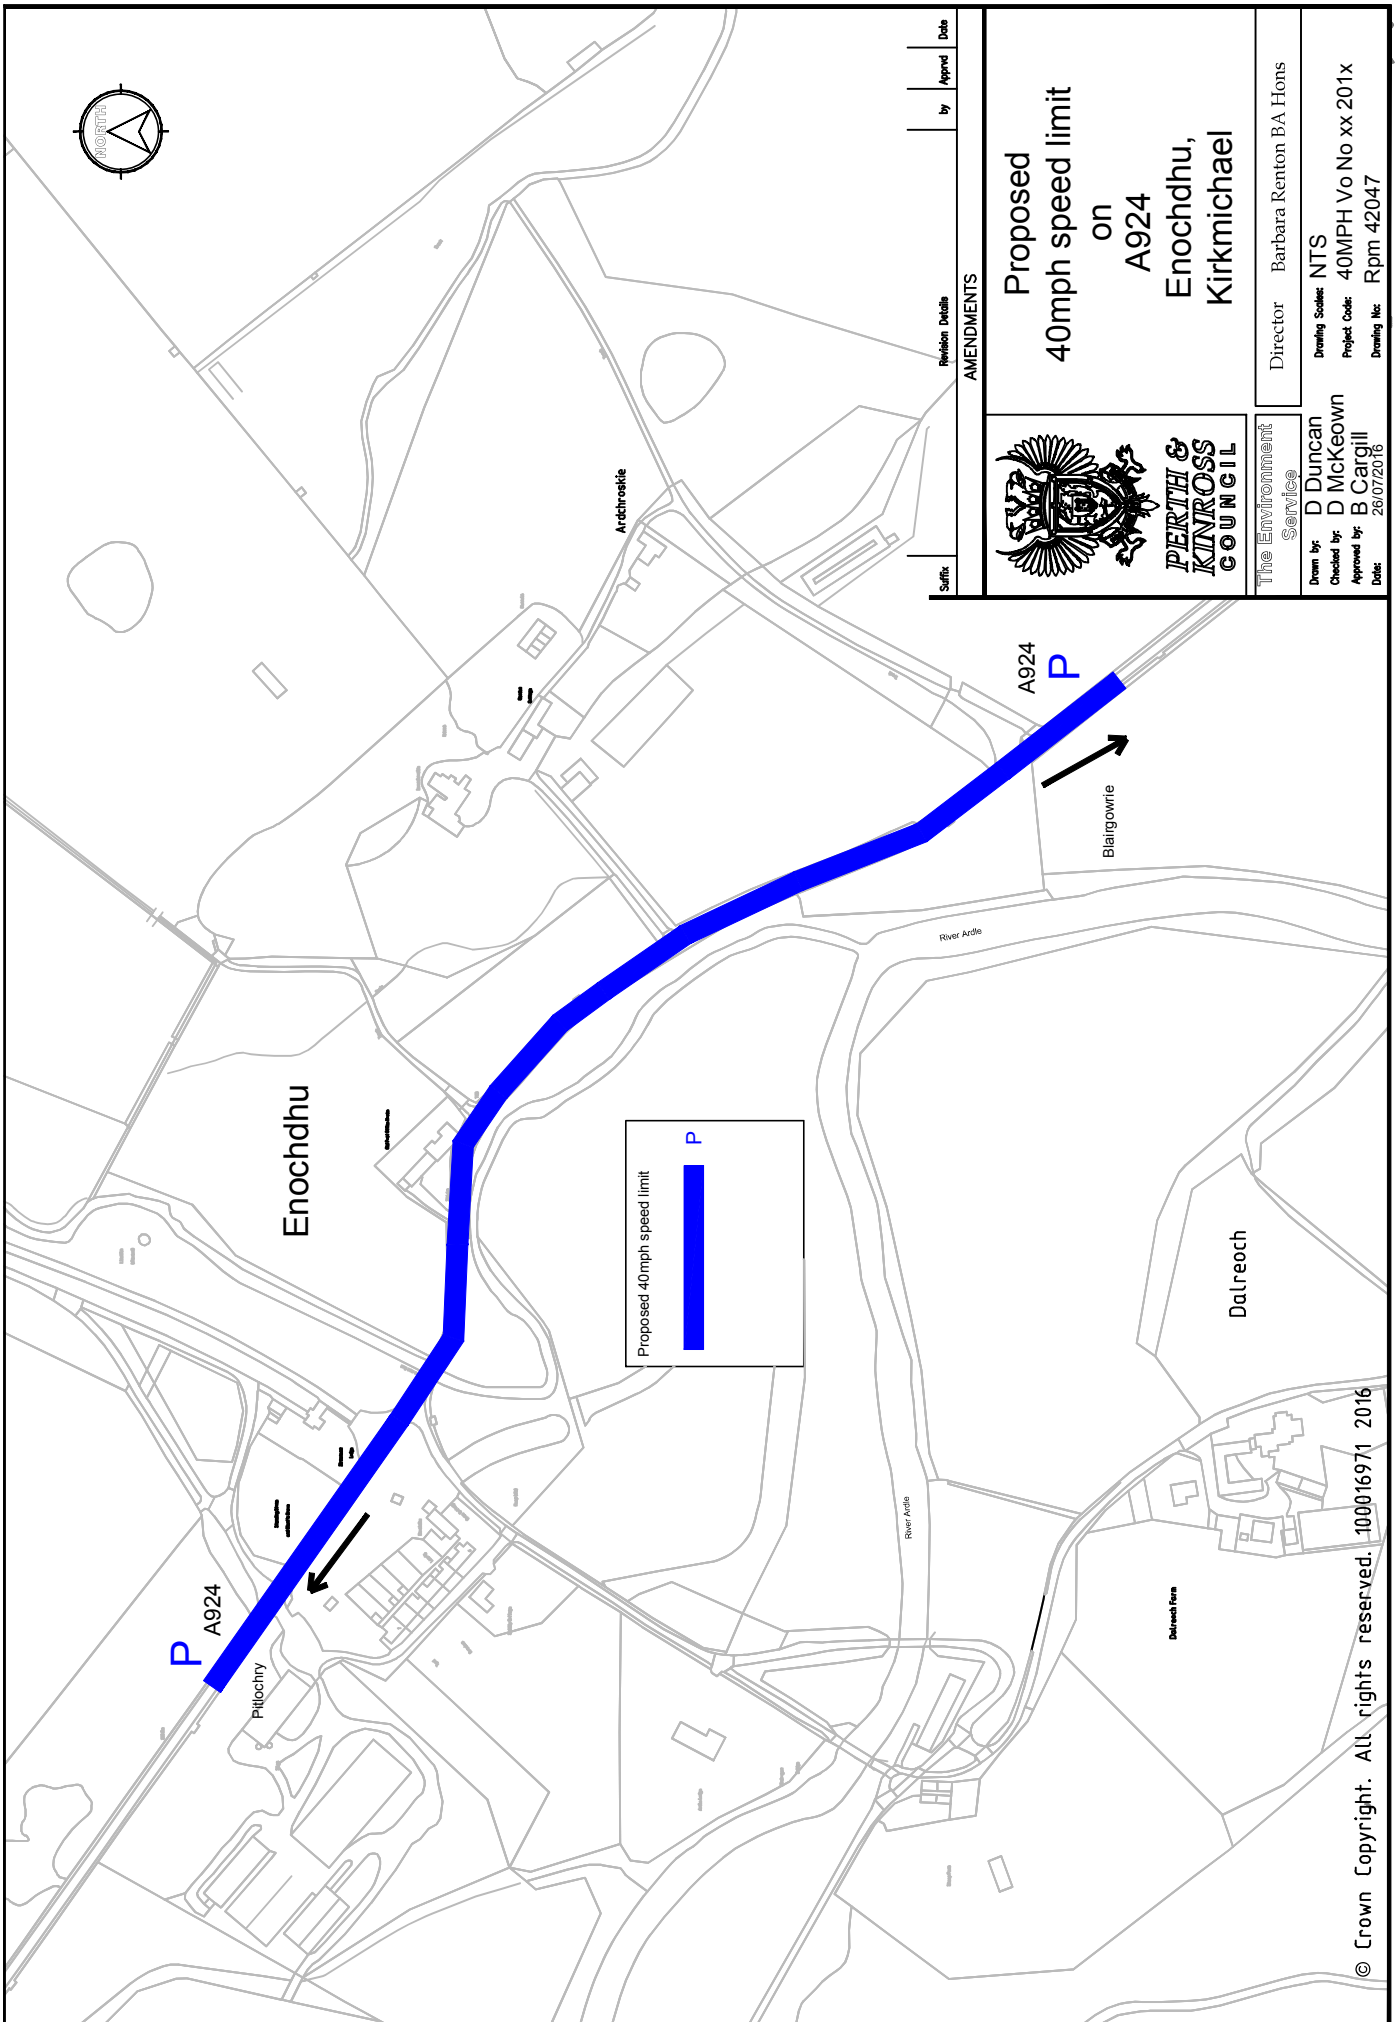 NORTH
Enochdhu
Ardchroskie
P
A924
Pitlochry
A924
P
Blairgowrie
River Ardle
River Ardle
Dalreoch
Dalreoch Farm
Proposed 40mph speed limit
P
Suffix Revision Details by Apprvd Date
AMENDMENTS
PERTH &
KINROSS
COUNCIL
Proposed
40mph speed limit
on
A924
Enochdhu,
Kirkmichael
The Environment
Service
Director Barbara Renton BA Hons
Drawn by: D Duncan
Checked by: D McKeown
Approved by: B Cargill
Date: 26/07/2016
Drawing Scales: NTS
Project Code: 40MPH Vo No xx 201x
Drawing No: Rpm 42047
© Crown Copyright. All rights reserved. 100016971 2016